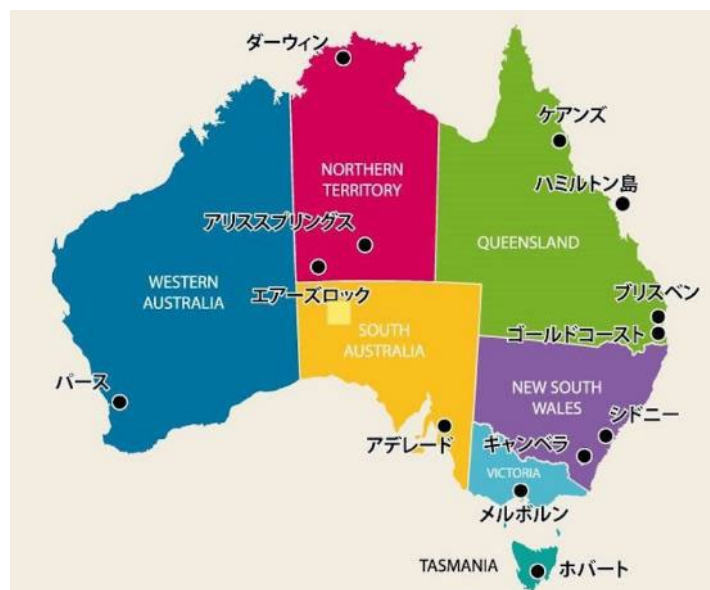 ダーウィン
ケアンズ
NORTHERN
TERRITORY
ハミルトン島
アリススプリングス
QUEENSLAND
WESTERN
AUSTRALIA
エアーズロック
ブリスベン
SOUTH
AUSTRALIA
ゴールドコースト
パース
NEW SOUTH
WALES
シドニー
アデレード
キャンベラ
VICTORIA
メルボルン
TASMANIA
ホバート